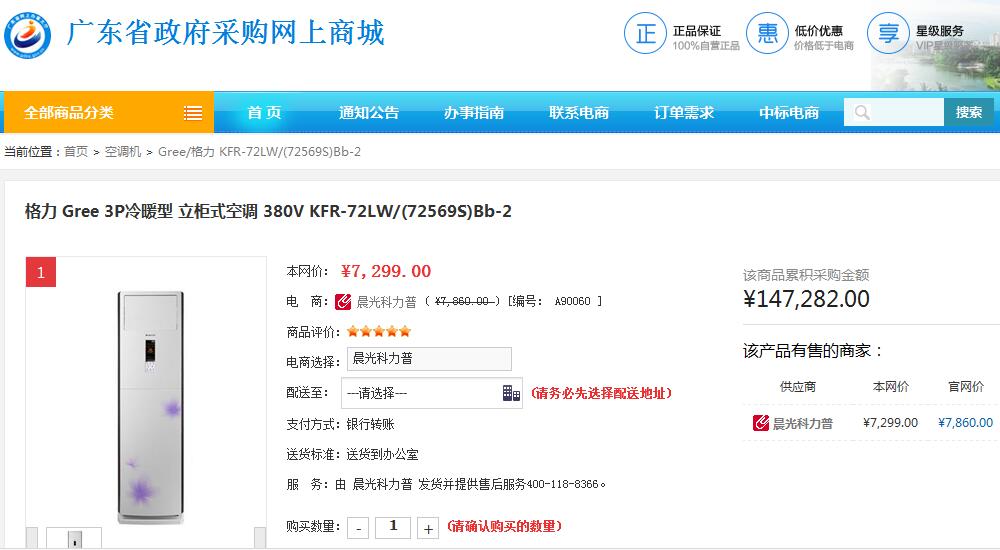 广东省政府采购网上商城
正 正品保证
100%自营正品
惠 低价优惠
价格低于电商
享 星级服务
VIP星级服务
全部商品分类 首 页 通知公告 办事指南 联系电商 订单需求 中标电商 搜索
当前位置：首页 > 空调机 > Gree/格力 KFR-72LW/(72569S)Bb-2
格力 Gree 3P冷暖型 立柜式空调 380V KFR-72LW/(72569S)Bb-2
1
本网价： ¥7,299.00
电 商： 晨光科力普 ( ¥7,860.00 ) [编号： A90060 ]
商品评价：
电商选择： 晨光科力普
配送至： ---请选择--- (请务必先选择配送地址)
支付方式：银行转账
送货标准：送货到办公室
服 务：由 晨光科力普 发货并提供售后服务400-118-8366。
购买数量： - 1 + (请确认购买的数量)
该商品累积采购金额
¥147,282.00
该产品有售的商家：
供应商 本网价 官网价
晨光科力普 ¥7,299.00 ¥7,860.00